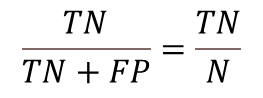 TN / (TN + FP) = TN / N